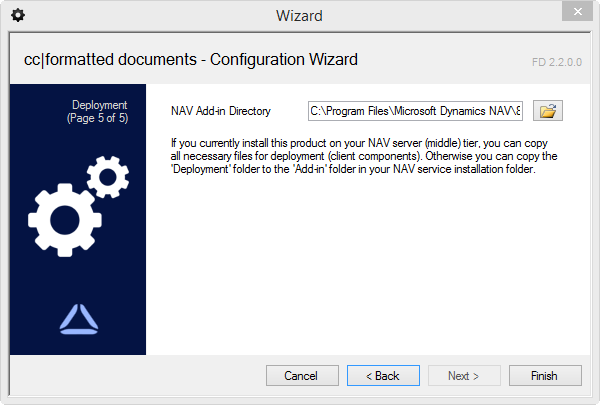 Wizard
cc|formatted documents - Configuration Wizard
FD 2.2.0.0
Deployment
(Page 5 of 5)
NAV Add-in Directory
C:\Program Files\Microsoft Dynamics NAV\8
If you currently install this product on your NAV server (middle) tier, you can copy
all necessary files for deployment (client components). Otherwise you can copy the
'Deployment' folder to the 'Add-in' folder in your NAV service installation folder.
Cancel
< Back
Next >
Finish